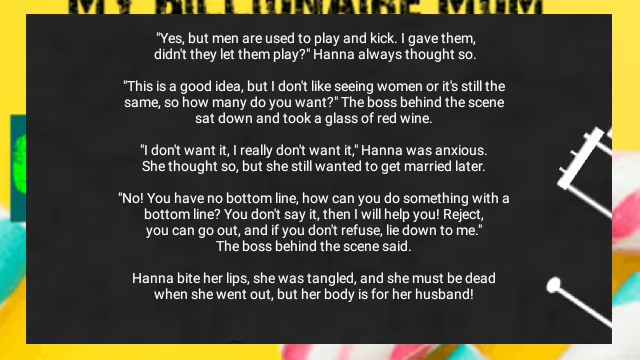 MY BILLIONAIRE MOM
"Yes, but men are used to play and kick. I gave them,
didn't they let them play?" Hanna always thought so.
"This is a good idea, but I don't like seeing women or it's still the
same, so how many do you want?" The boss behind the scene
sat down and took a glass of red wine.
"I don't want it, I really don't want it," Hanna was anxious.
She thought so, but she still wanted to get married later.
"No! You have no bottom line, how can you do something with a
bottom line? You don't say it, then I will help you! Reject,
you can go out, and if you don't refuse, lie down to me."
The boss behind the scene said.
Hanna bite her lips, she was tangled, and she must be dead
when she went out, but her body is for her husband!